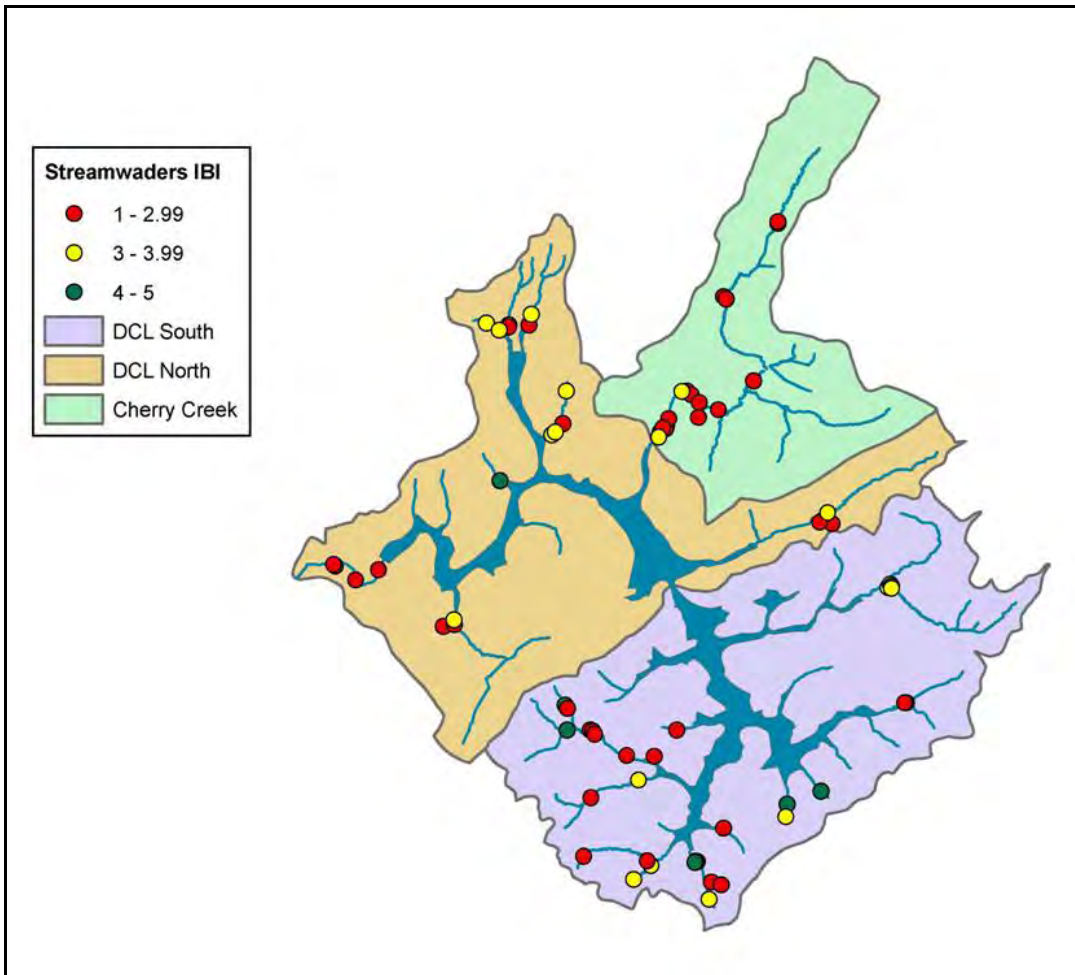 Streamwaders IBI
1 - 2.99
3 - 3.99
4 - 5
DCL South
DCL North
Cherry Creek